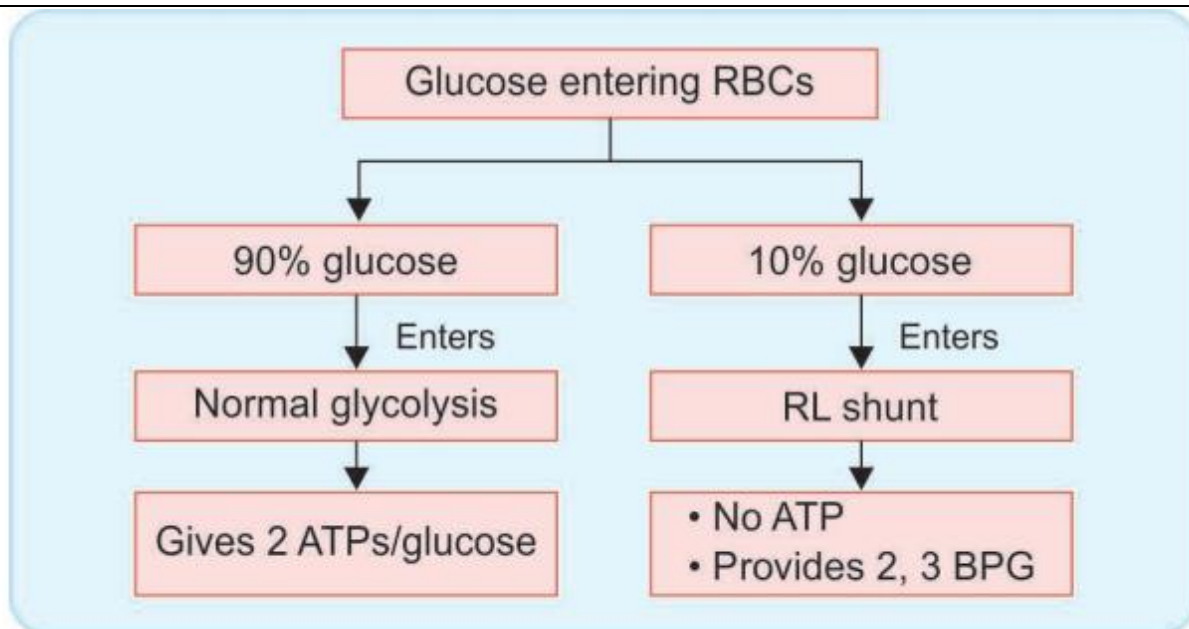 Glucose entering RBCs
90% glucose
10% glucose
Enters
Enters
Normal glycolysis
RL shunt
Gives 2 ATPs/glucose
• No ATP
• Provides 2, 3 BPG